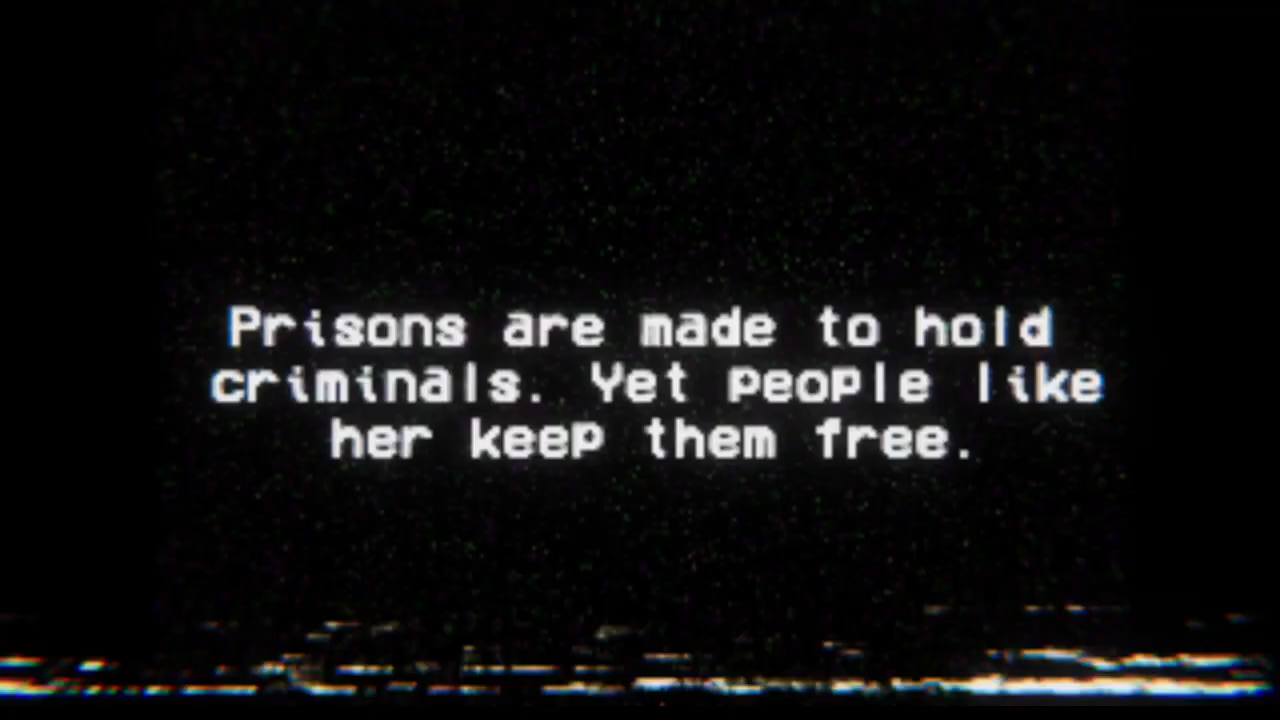 Prisons are made to hold
criminals. Yet people like
her keep them free.